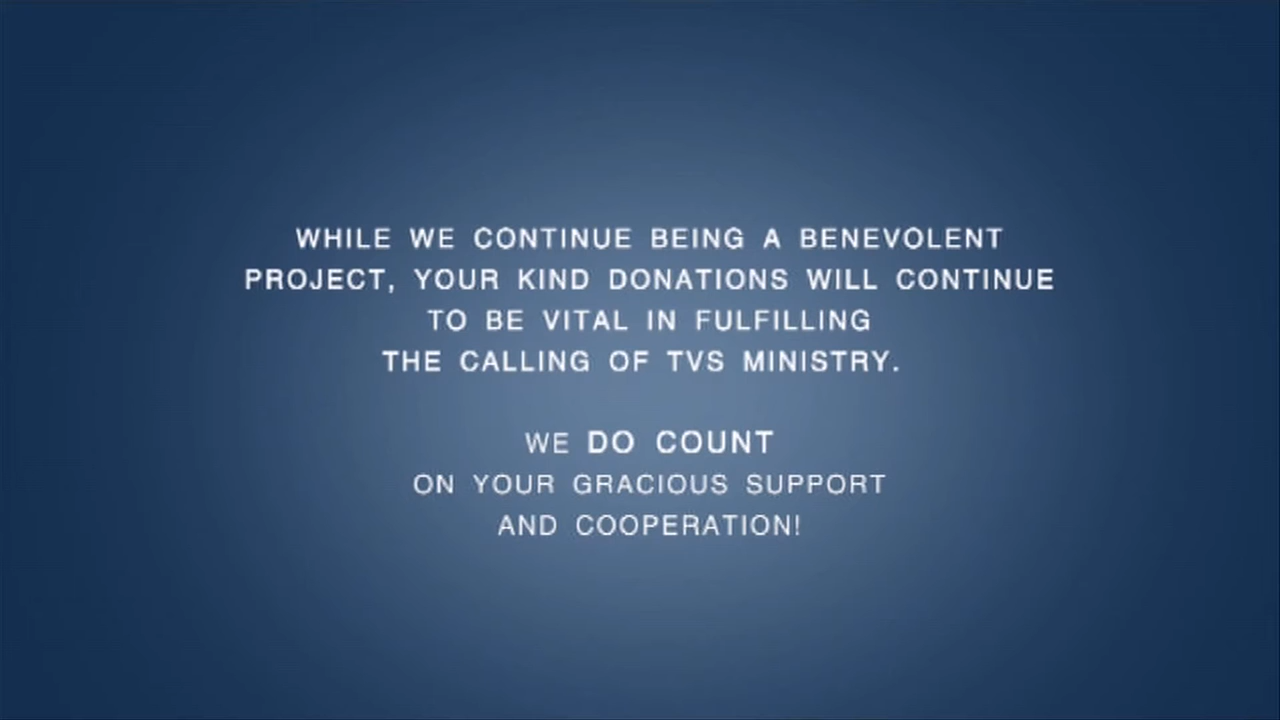 WHILE WE CONTINUE BEING A BENEVOLENT
PROJECT, YOUR KIND DONATIONS WILL CONTINUE
TO BE VITAL IN FULFILLING
THE CALLING OF TVS MINISTRY.
WE DO COUNT
ON YOUR GRACIOUS SUPPORT
AND COOPERATION!